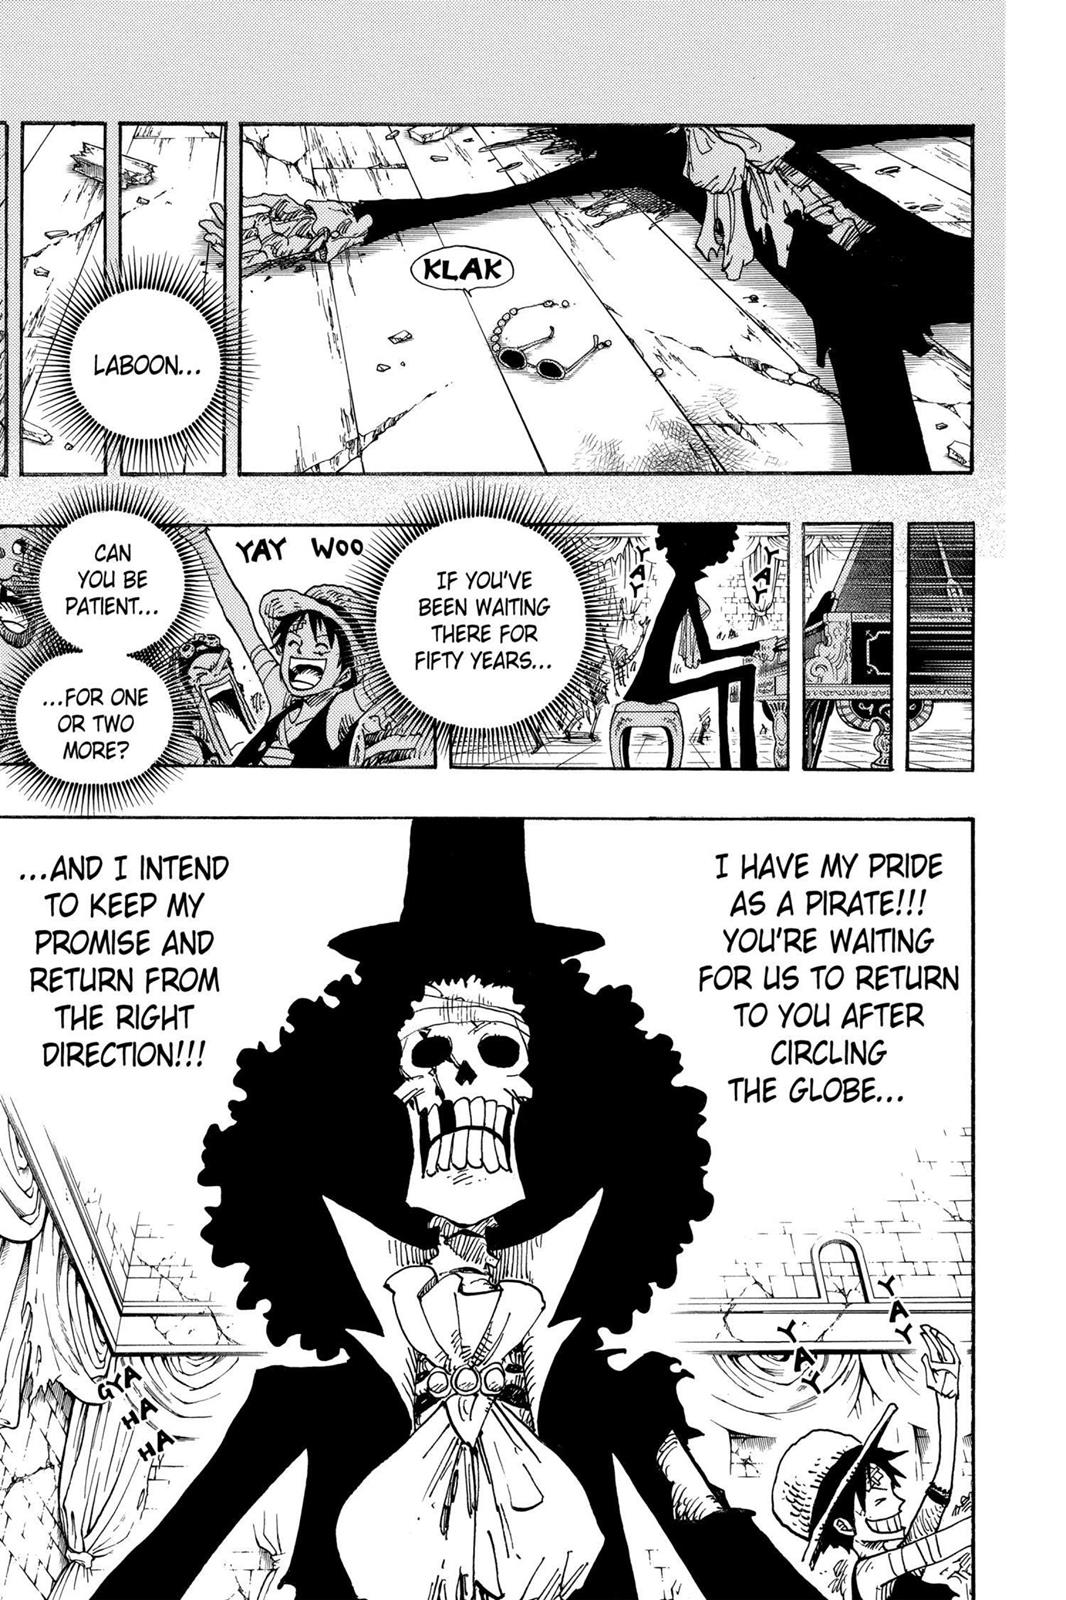 KLAK
LABOON...
YAY
YAY
IF YOU'VE
BEEN WAITING
THERE FOR
FIFTY YEARS...
YAY WOO
CAN
YOU BE
PATIENT...
...FOR ONE
OR TWO
MORE?
I HAVE MY PRIDE
AS A PIRATE!!!
YOU'RE WAITING
FOR US TO RETURN
TO YOU AFTER
CIRCLING
THE GLOBE...
...AND I INTEND
TO KEEP MY
PROMISE AND
RETURN FROM
THE RIGHT
DIRECTION!!!
YAY
YAY
GYA
HA
HA